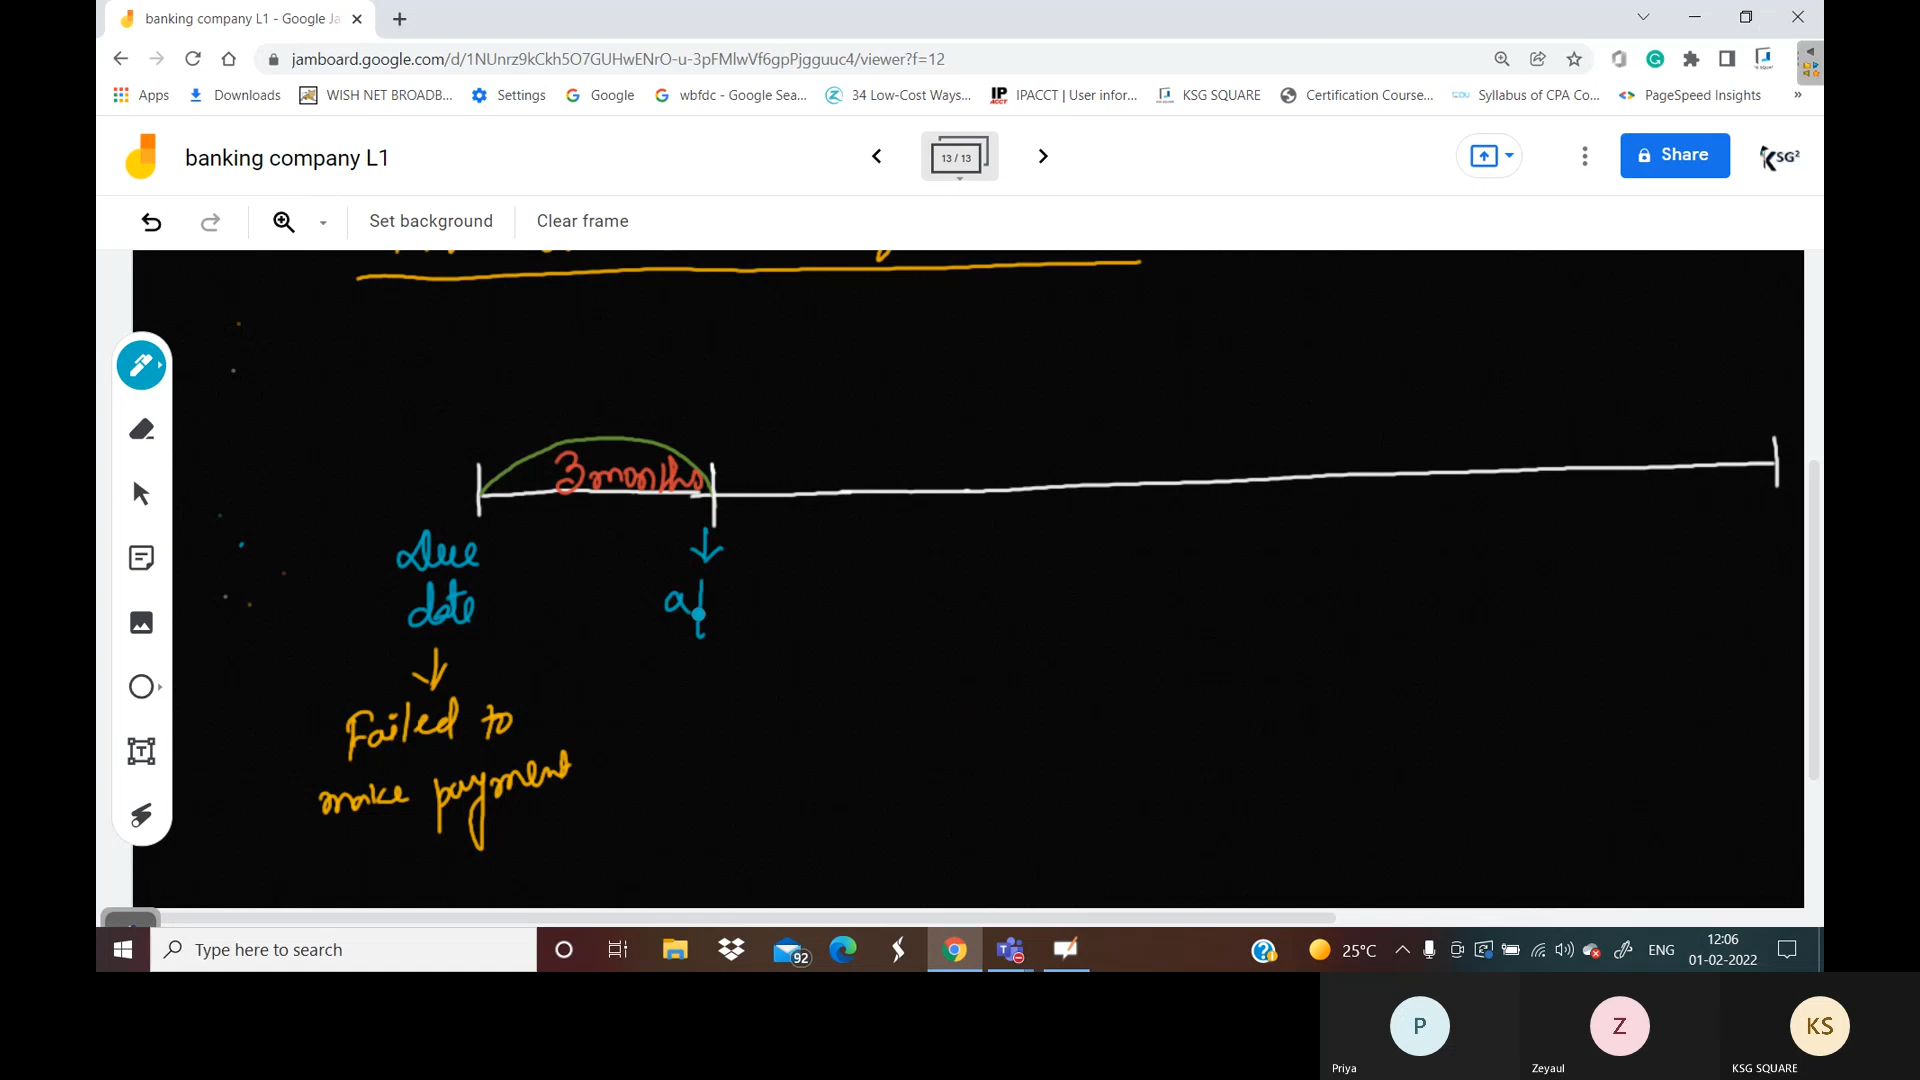 banking company L1 - Google Ja
jamboard.google.com/d/1NUnrz9kCkh5O7GUHwENrO-u-3pFMlwVf6gpPjgguuc4/viewer?f=12
Apps Downloads WISH NET BROADB... Settings Google wbfdc - Google Sea... 34 Low-Cost Ways... IPACCT | User infor... KSG SQUARE Certification Course... Syllabus of CPA Co... PageSpeed Insights »
banking company L1
13 / 13
Share
KSG²
Set background Clear frame
3 months
Due
date
Failed to
make payment
Type here to search
92
25°C
ENG
12:06
01-02-2022
P Z KS
Priya Zeyaul KSG SQUARE